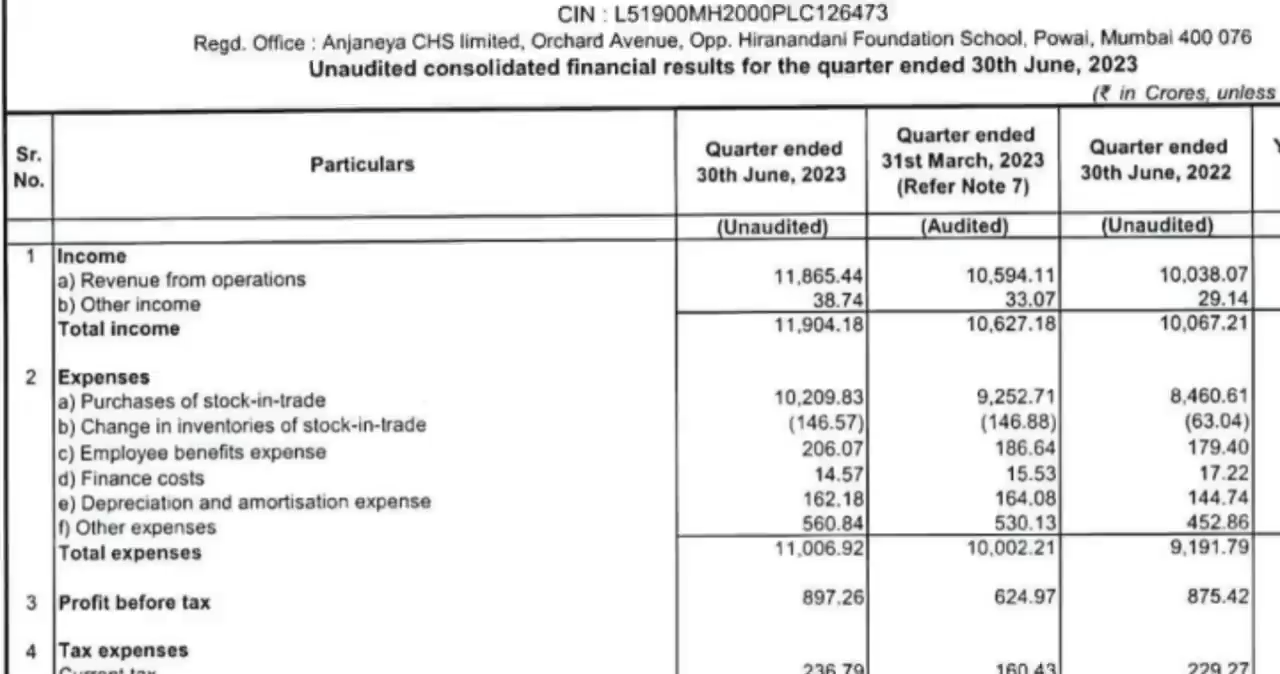 CIN : L51900MH2000PLC126473
Regd. Office : Anjaneya CHS limited, Orchard Avenue, Opp. Hiranandani Foundation School, Powai, Mumbai 400 076
Unaudited consolidated financial results for the quarter ended 30th June, 2023
(₹ in Crores, unless
Sr. No. Particulars Quarter ended 30th June, 2023 Quarter ended 31st March, 2023 (Refer Note 7) Quarter ended 30th June, 2022
(Unaudited) (Audited) (Unaudited)
1 Income
a) Revenue from operations 11,865.44 10,594.11 10,038.07
b) Other income 38.74 33.07 29.14
Total income 11,904.18 10,627.18 10,067.21
2 Expenses
a) Purchases of stock-in-trade 10,209.83 9,252.71 8,460.61
b) Change in inventories of stock-in-trade (146.57) (146.88) (63.04)
c) Employee benefits expense 206.07 186.64 179.40
d) Finance costs 14.57 15.53 17.22
e) Depreciation and amortisation expense 162.18 164.08 144.74
f) Other expenses 560.84 530.13 452.86
Total expenses 11,006.92 10,002.21 9,191.79
3 Profit before tax 897.26 624.97 875.42
4 Tax expenses
Current tax 236.79 160.43 229.27